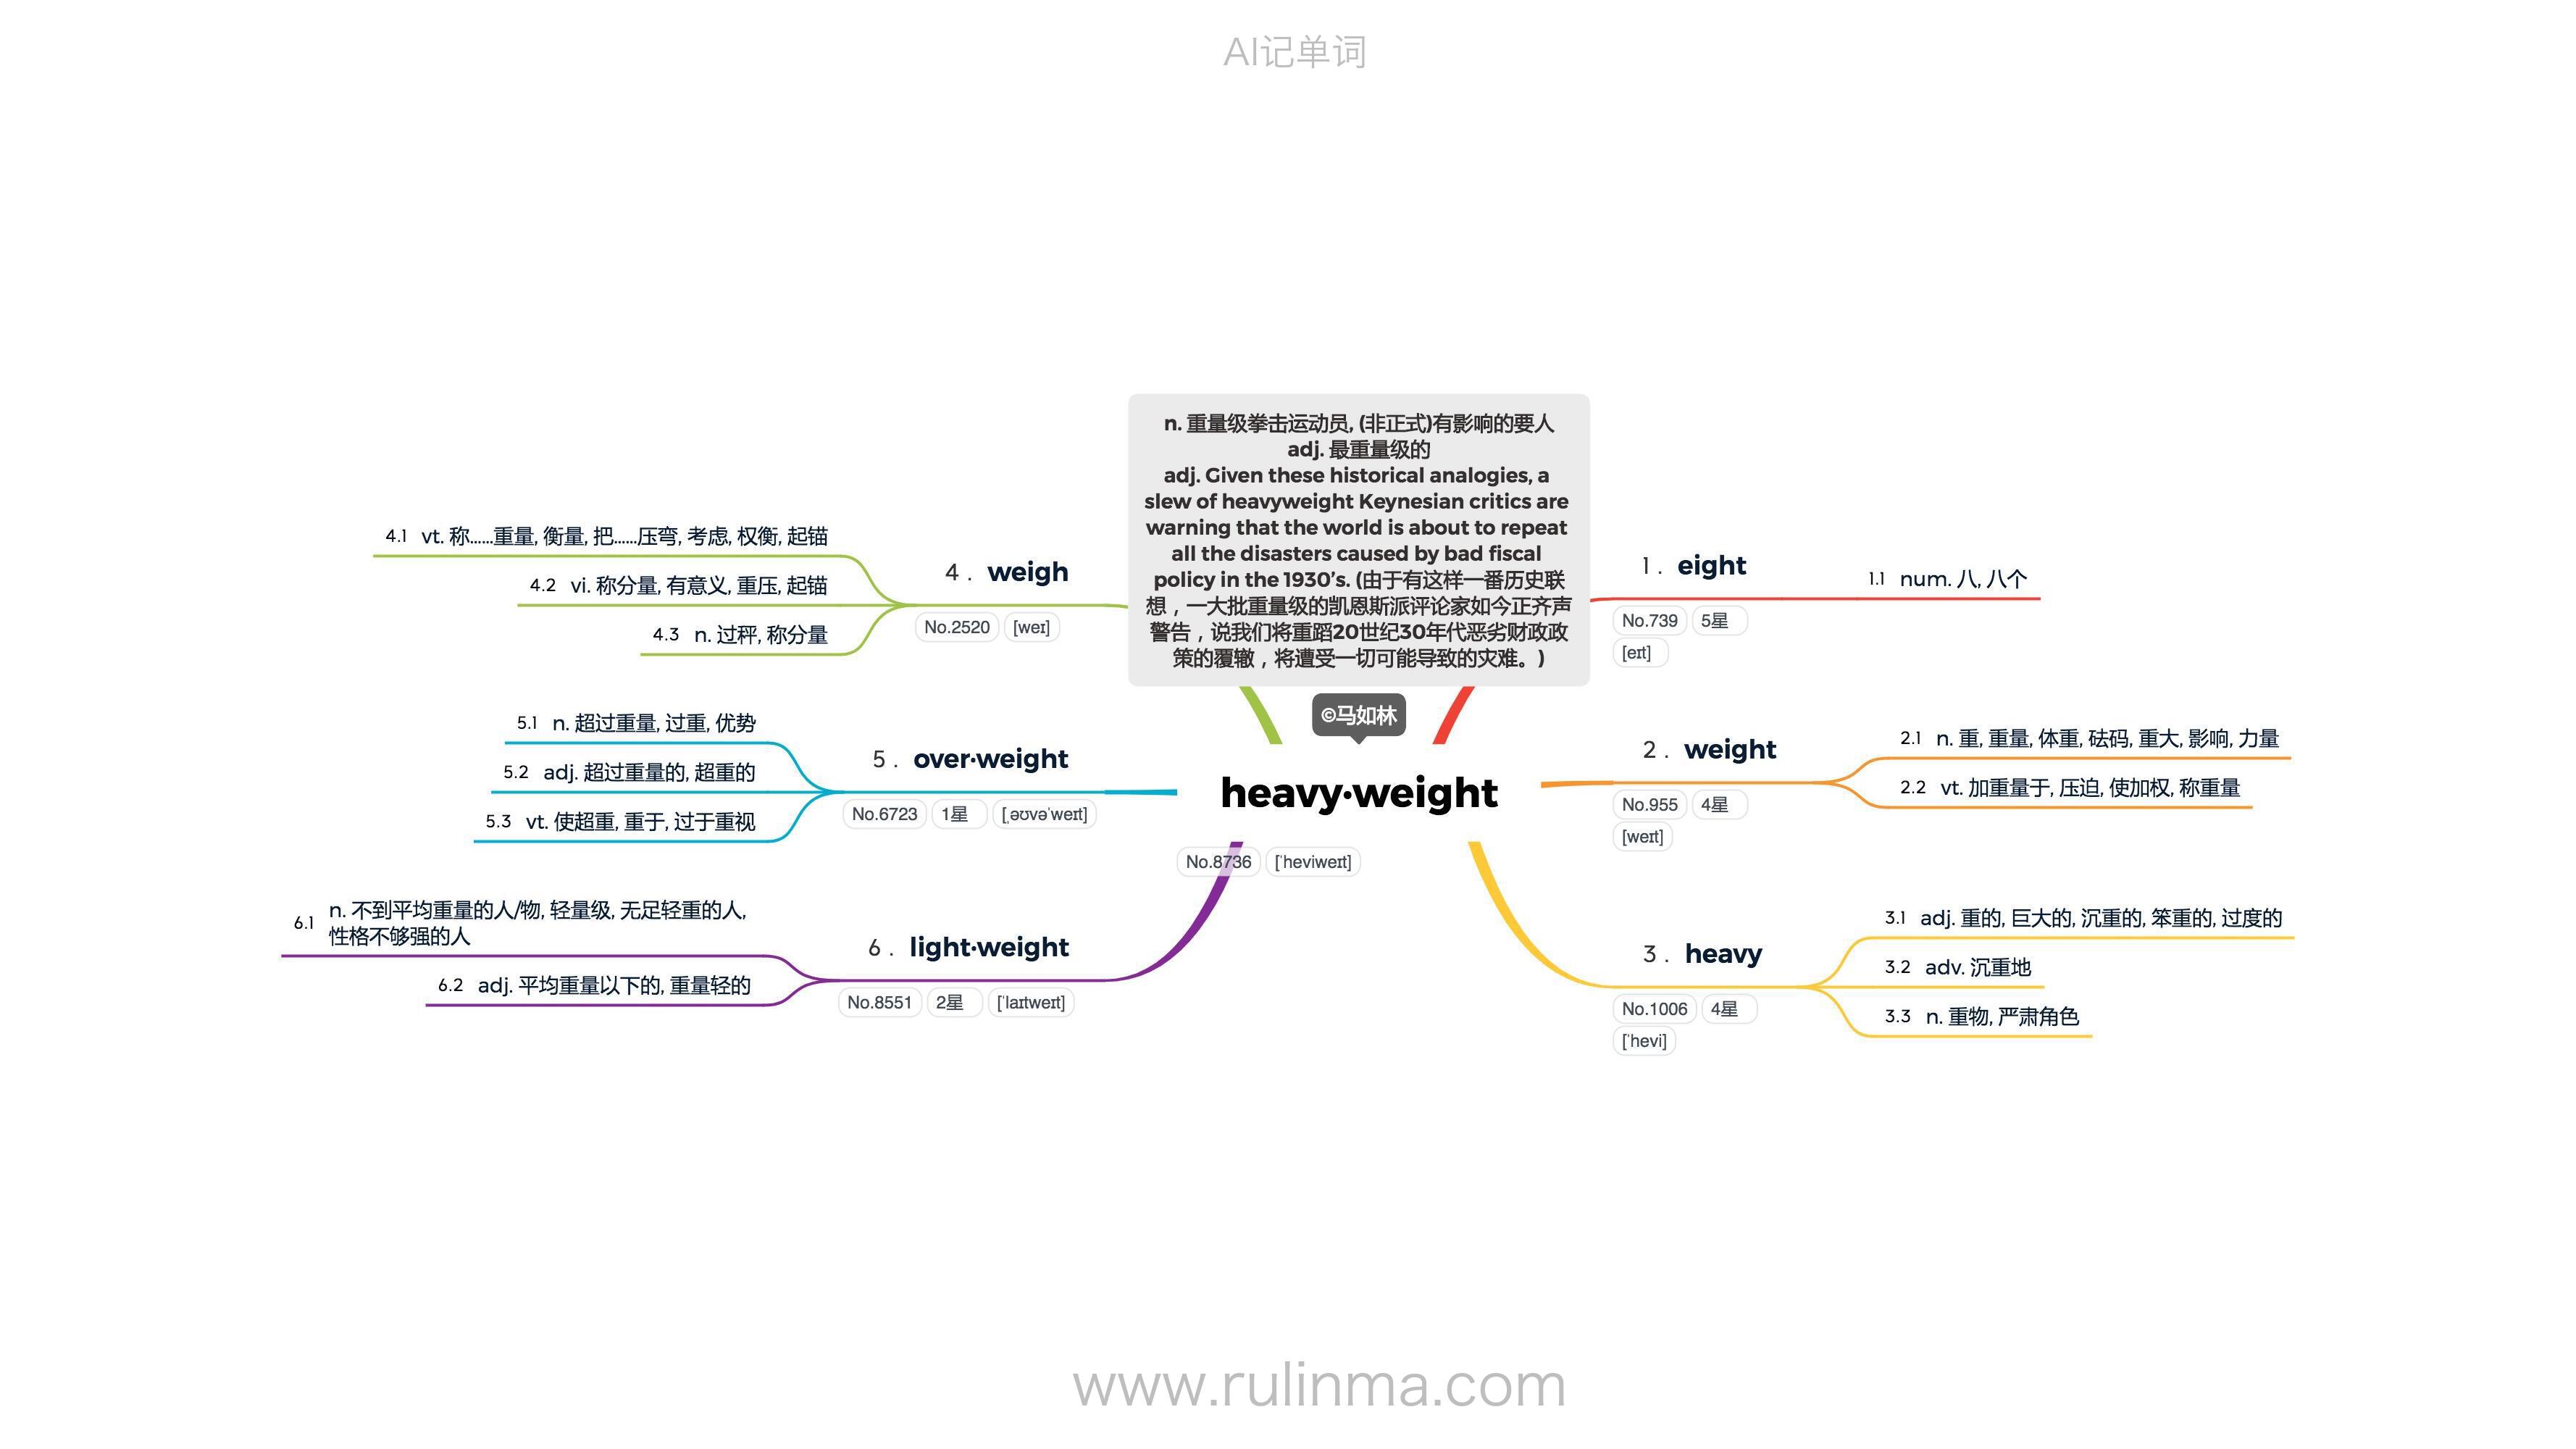 AI记单词
n. 重量级拳击运动员, (非正式)有影响的要人
adj. 最重量级的
adj. Given these historical analogies, a
slew of heavyweight Keynesian critics are
warning that the world is about to repeat
all the disasters caused by bad fiscal
policy in the 1930’s. (由于有这样一番历史联
想，一大批重量级的凯恩斯派评论家如今正齐声
警告，说我们将重蹈20世纪30年代恶劣财政政
策的覆辙，将遭受一切可能导致的灾难。)
©马如林
heavy·weight
No.8736 [ˈheviweɪt]
1 . eight
No.739 5星
[eɪt]
1.1 num. 八, 八个
2 . weight
No.955 4星
[weɪt]
2.1 n. 重, 重量, 体重, 砝码, 重大, 影响, 力量
2.2 vt. 加重量于, 压迫, 使加权, 称重量
3 . heavy
No.1006 4星
[ˈhevi]
3.1 adj. 重的, 巨大的, 沉重的, 笨重的, 过度的
3.2 adv. 沉重地
3.3 n. 重物, 严肃角色
4 . weigh
No.2520 [weɪ]
4.1 vt. 称……重量, 衡量, 把……压弯, 考虑, 权衡, 起锚
4.2 vi. 称分量, 有意义, 重压, 起锚
4.3 n. 过秤, 称分量
5 . over·weight
No.6723 1星 [ˌəʊvəˈweɪt]
5.1 n. 超过重量, 过重, 优势
5.2 adj. 超过重量的, 超重的
5.3 vt. 使超重, 重于, 过于重视
6 . light·weight
No.8551 2星 [ˈlaɪtweɪt]
6.1 n. 不到平均重量的人/物, 轻量级, 无足轻重的人,
性格不够强的人
6.2 adj. 平均重量以下的, 重量轻的
www.rulinma.com